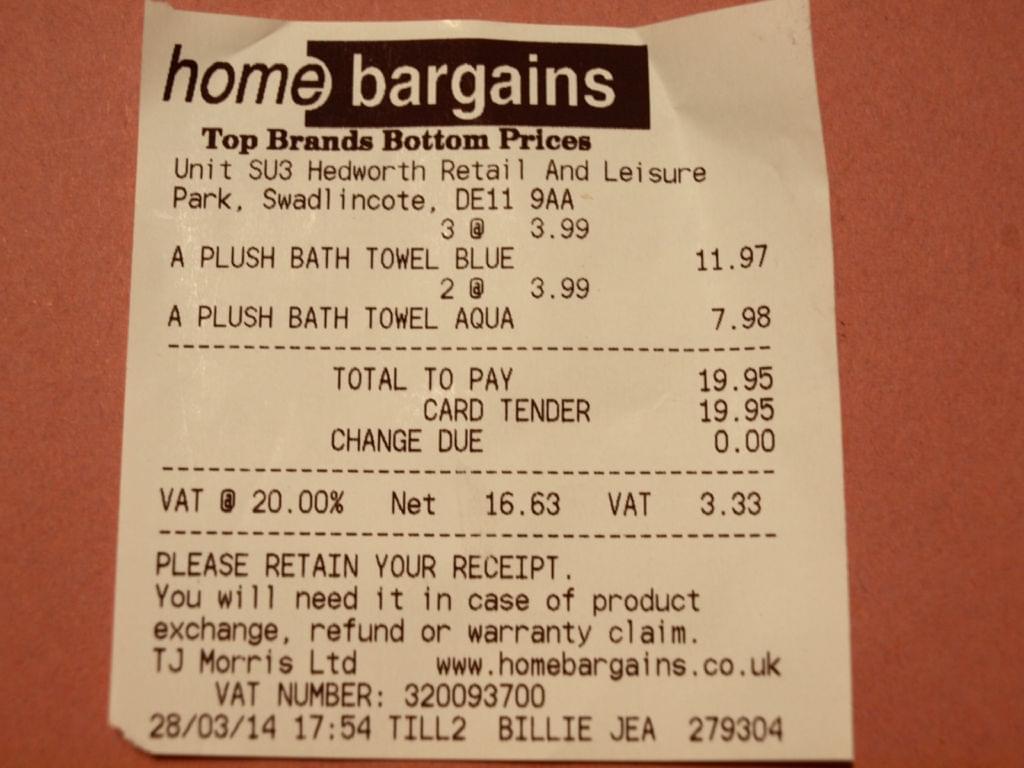 home bargains
Top Brands Bottom Prices
Unit SU3 Hedworth Retail And Leisure
Park, Swadlincote, DE11 9AA
3 @ 3.99
A PLUSH BATH TOWEL BLUE 11.97
2 @ 3.99
A PLUSH BATH TOWEL AQUA 7.98
TOTAL TO PAY 19.95
CARD TENDER 19.95
CHANGE DUE 0.00
VAT @ 20.00% Net 16.63 VAT 3.33
PLEASE RETAIN YOUR RECEIPT.
You will need it in case of product
exchange, refund or warranty claim.
TJ Morris Ltd www.homebargains.co.uk
VAT NUMBER: 320093700
28/03/14 17:54 TILL2 BILLIE JEA 279304